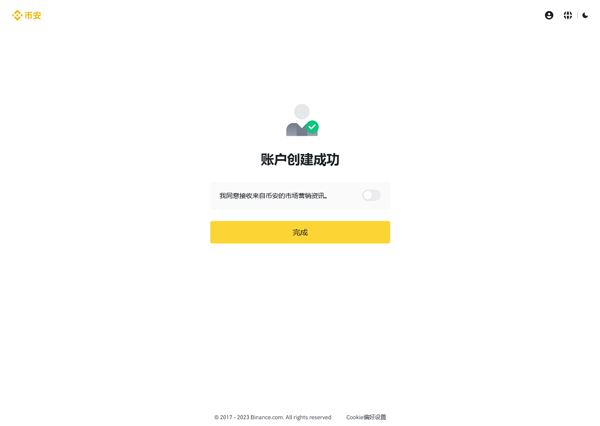 币安
账户创建成功
我同意接收来自币安的市场营销资讯。
完成
© 2017 - 2023 Binance.com. All rights reserved Cookie偏好设置